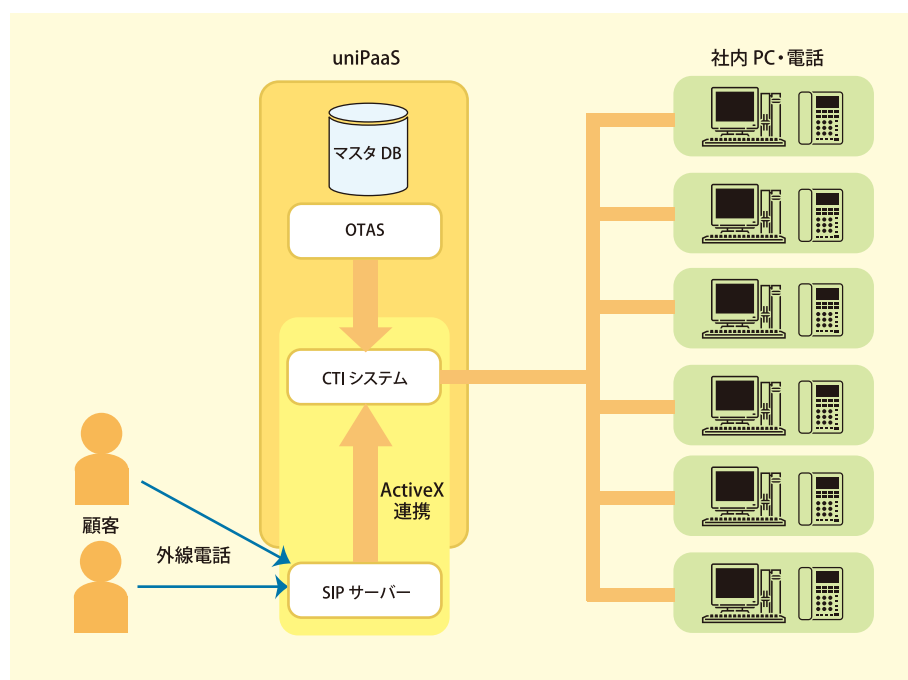 uniPaaS
社内 PC・電話
マスタ DB
OTAS
CTI システム
ActiveX
連携
顧客
外線電話
SIP サーバー